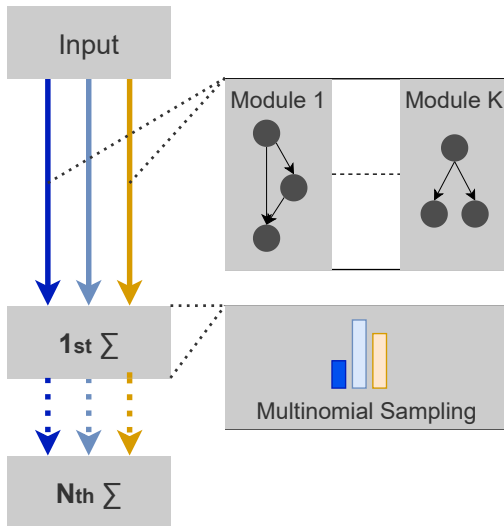 Input
Module 1
Module K
1st ∑
Multinomial Sampling
Nth ∑